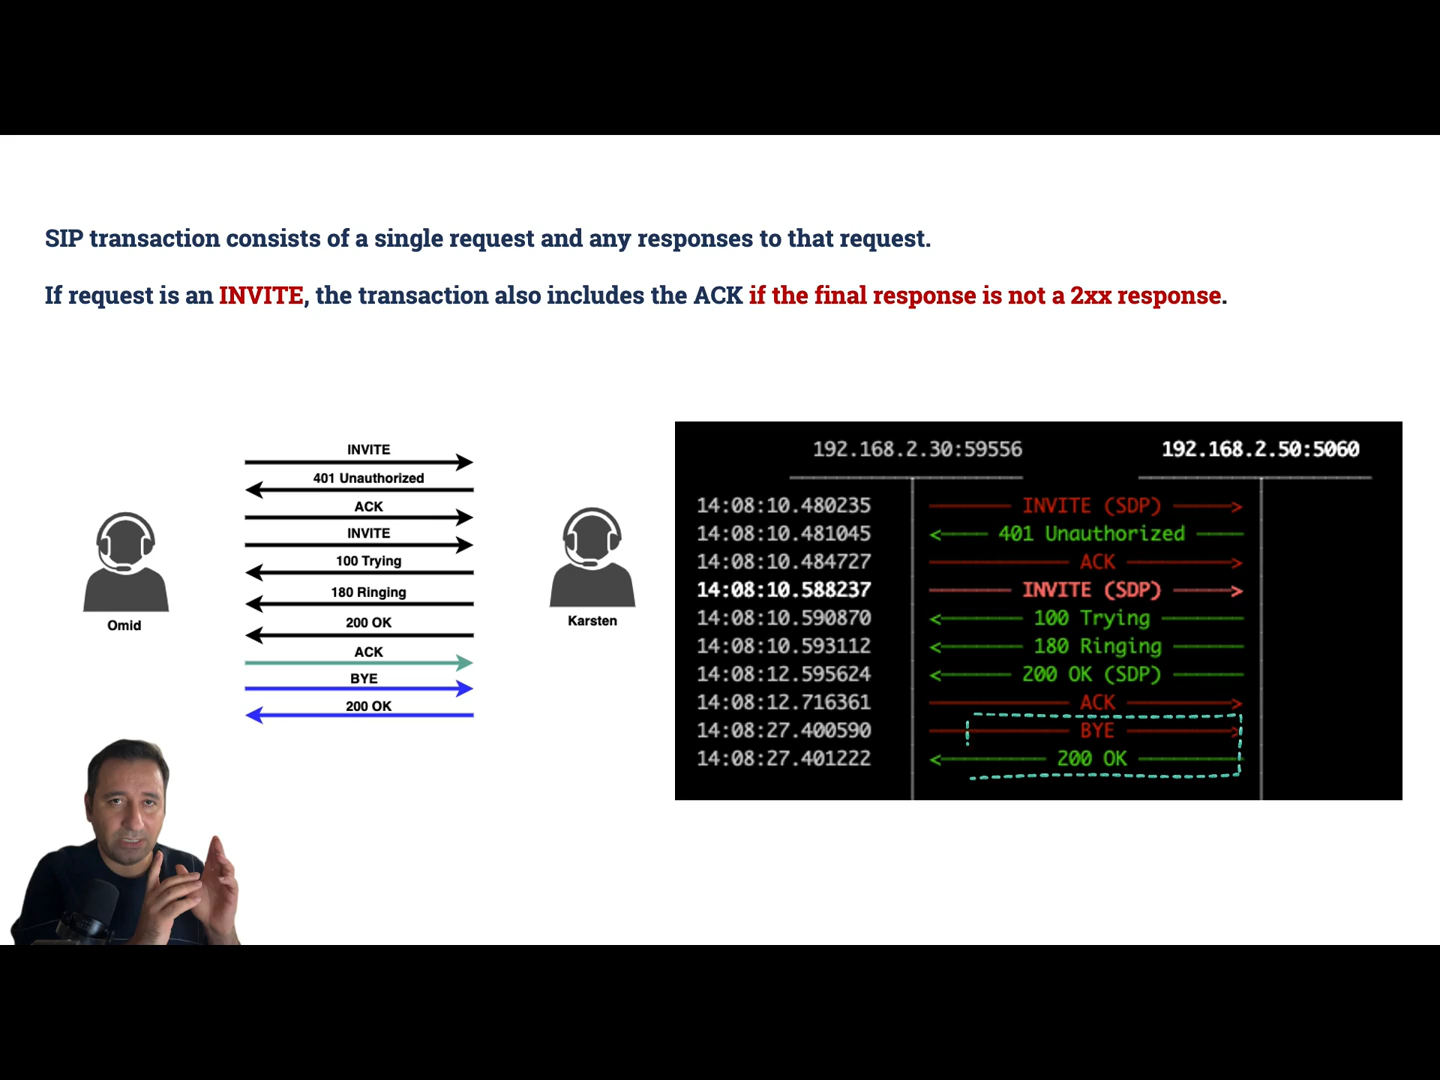 SIP transaction consists of a single request and any responses to that request.
If request is an INVITE, the transaction also includes the ACK if the final response is not a 2xx response.
INVITE
401 Unauthorized
ACK
INVITE
100 Trying
180 Ringing
200 OK
ACK
BYE
200 OK
Omid
Karsten
192.168.2.30:59556 192.168.2.50:5060
14:08:10.480235 INVITE (SDP)
14:08:10.481045 401 Unauthorized
14:08:10.484727 ACK
14:08:10.588237 INVITE (SDP)
14:08:10.590870 100 Trying
14:08:10.593112 180 Ringing
14:08:12.595624 200 OK (SDP)
14:08:12.716361 ACK
14:08:27.400590 BYE
14:08:27.401222 200 OK